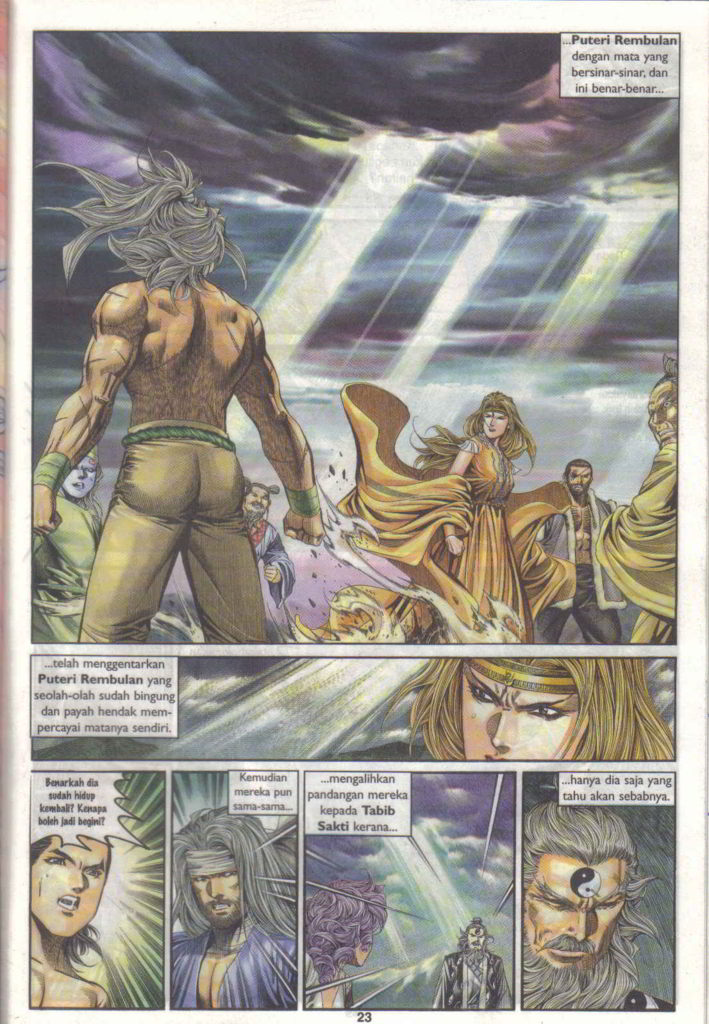 ...Puteri Rembulan
dengan mata yang
bersinar-sinar, dan
ini benar-benar...
...telah menggentarkan
Puteri Rembulan yang
seolah-olah sudah bingung
dan payah hendak mem-
percayai matanya sendiri.
Benarkah dia
sudah hidup
kembali? Kenapa
boleh jadi begini?
Kemudian
mereka pun
sama-sama...
...mengalihkan
pandangan mereka
kepada Tabib
Sakti kerana...
...hanya dia saja yang
tahu akan sebabnya.
23